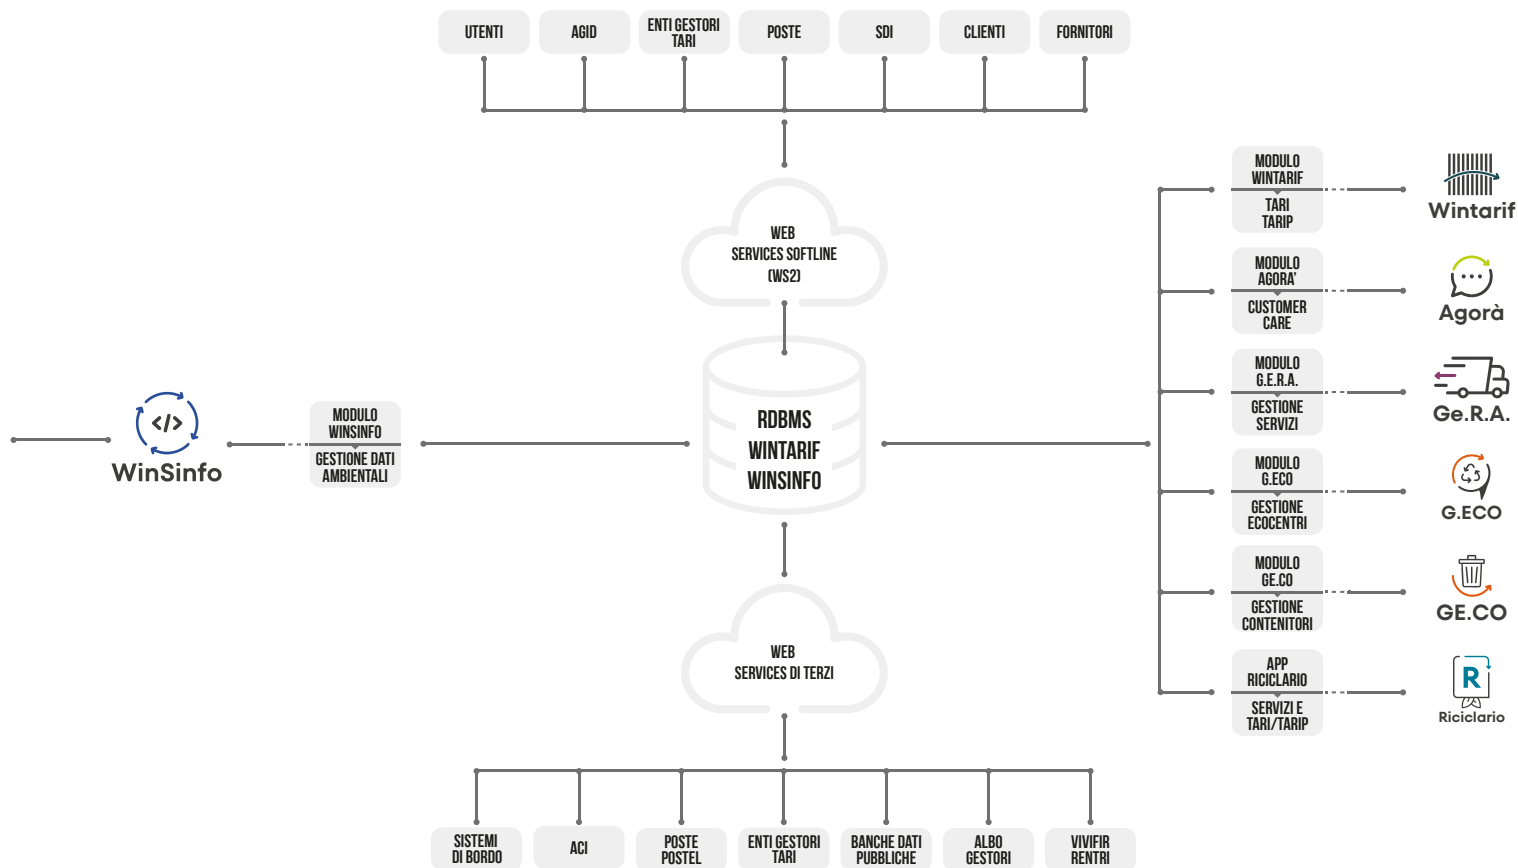 UTENTI
AGID
ENTI GESTORI
TARI
POSTE
SDI
CLIENTI
FORNITORI
WEB
SERVICES SOFTLINE
(WS2)
WinSinfo
MODULO
WINSINFO
GESTIONE DATI
AMBIENTALI
RDBMS
WINTARIF
WINSINFO
MODULO
WINTARIF
TARI
TARIP
Wintarif
MODULO
AGORA'
CUSTOMER
CARE
Agorà
MODULO
G.E.R.A.
GESTIONE
SERVIZI
Ge.R.A.
MODULO
G.ECO
GESTIONE
ECOCENTRI
G.ECO
MODULO
GE.CO
GESTIONE
CONTENITORI
GE.CO
APP
RICICLARIO
SERVIZI E
TARI/TARIP
R
Riciclario
WEB
SERVICES DI TERZI
SISTEMI
DI BORDO
ACI
POSTE
POSTEL
ENTI GESTORI
TARI
BANCHE DATI
PUBBLICHE
ALBO
GESTORI
VIVIFIR
RENTRI